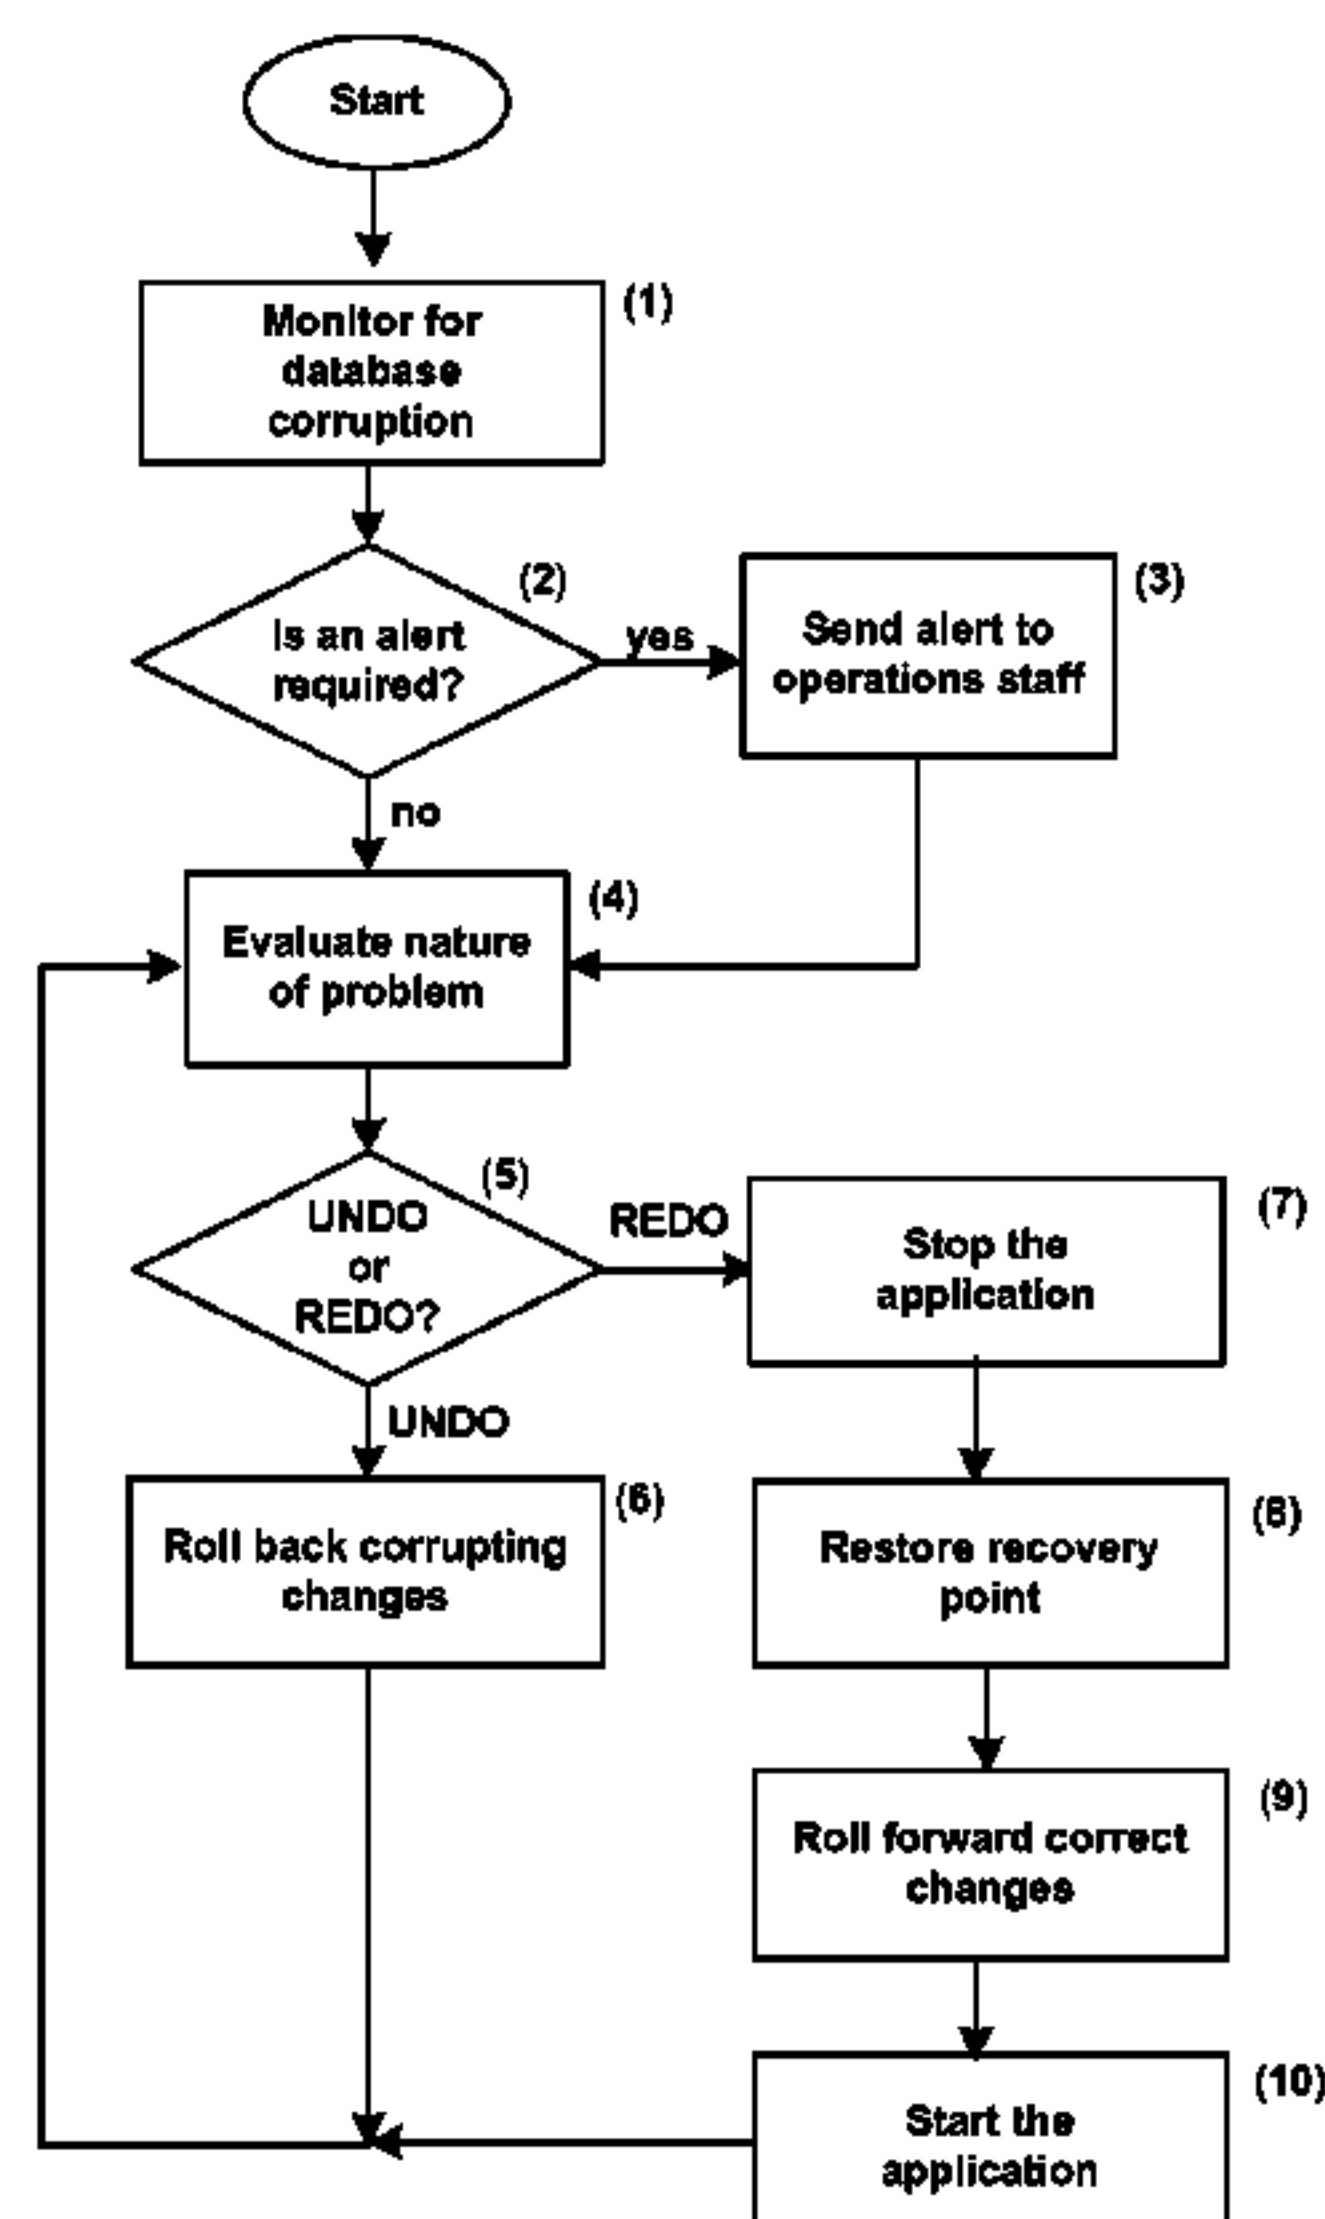 Start
(1)
Monitor for
database
corruption
(2)
Is an alert
required?
yes
(3)
Send alert to
operations staff
no
(4)
Evaluate nature
of problem
(5)
UNDO
or
REDO?
REDO
(7)
Stop the
application
UNDO
(6)
Roll back corrupting
changes
(8)
Restore recovery
point
(9)
Roll forward correct
changes
(10)
Start the
application